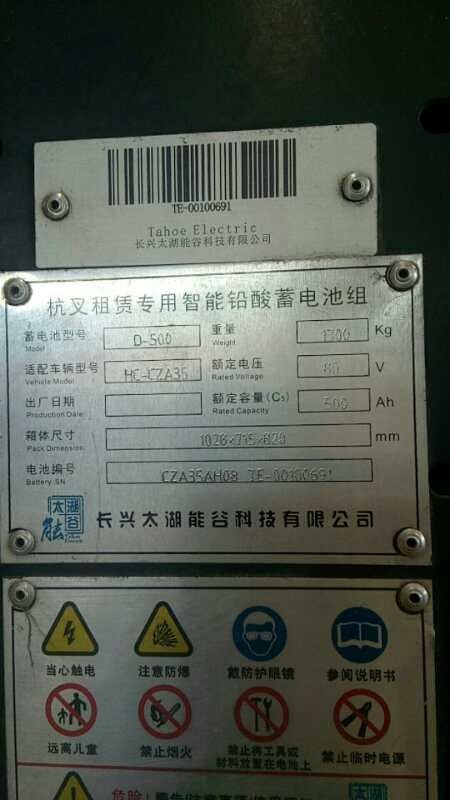 TE-00100691
Tahoe Electric
长兴太湖能谷科技有限公司
杭叉租赁专用智能铅酸蓄电池组
蓄电池型号 D-500 重量 1300 Kg
Model Weight
适配车辆型号 HC-CZA35 额定电压 80 V
Vehicle Model Rated Voltage
出厂日期 额定容量(C₅) 500 Ah
Production Date Rated Capacity
箱体尺寸 1028×715×820 mm
Pack Dimension
电池编号 CZA35AH08 TE-00100691
Battery SN
太湖能谷 长兴太湖能谷科技有限公司
当心触电 注意防爆 戴防护眼镜 参阅说明书
远离儿童 禁止烟火 禁止将工具或材料放置在电池上 禁止临时电源
危险